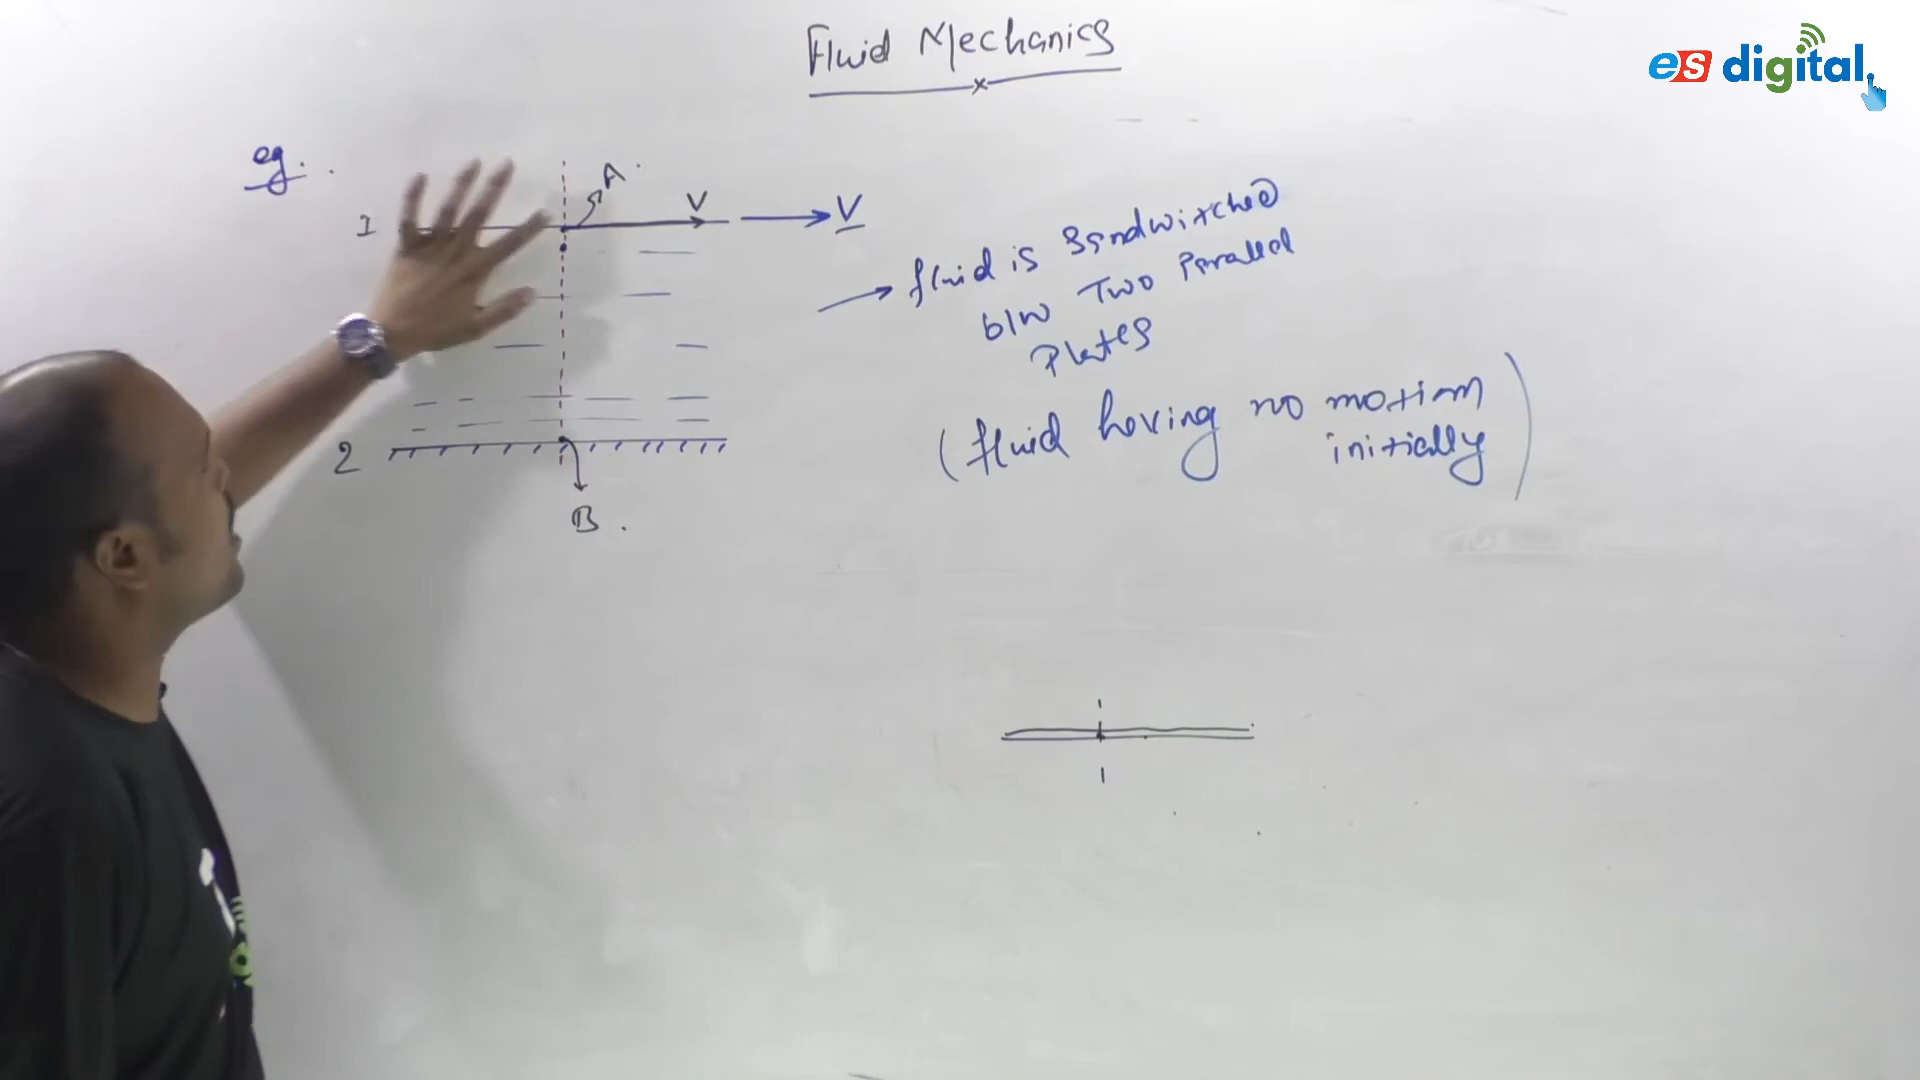 Fluid Mechanics
es digital
eg.
A
1
V
V
→ fluid is sandwitched
b/w Two Parallel
Plates
(fluid having no motion
initially)
2
B